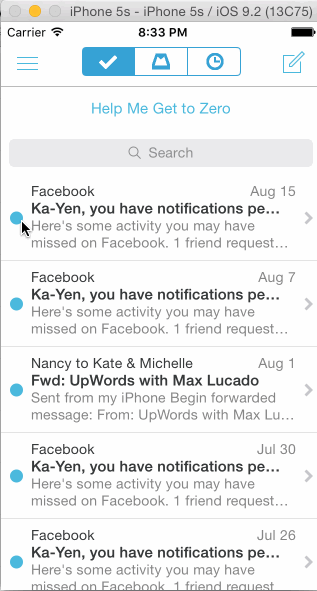 iPhone 5s - iPhone 5s / iOS 9.2 (13C75)
Carrier 8:33 PM
Help Me Get to Zero
Search
Facebook Aug 15
Ka-Yen, you have notifications pe...
Here's some activity you may have
missed on Facebook. 1 friend request...
Facebook Aug 7
Ka-Yen, you have notifications pe...
Here's some activity you may have
missed on Facebook. 1 friend request...
Nancy to Kate & Michelle Aug 1
Fwd: UpWords with Max Lucado
Sent from my iPhone Begin forwarded
message: From: UpWords with Max Lu...
Facebook Jul 30
Ka-Yen, you have notifications pe...
Here's some activity you may have
missed on Facebook. 1 friend request...
Facebook Jul 26
Ka-Yen, you have notifications pe...
Here's some activity you may have
missed on Facebook. 1 friend request...